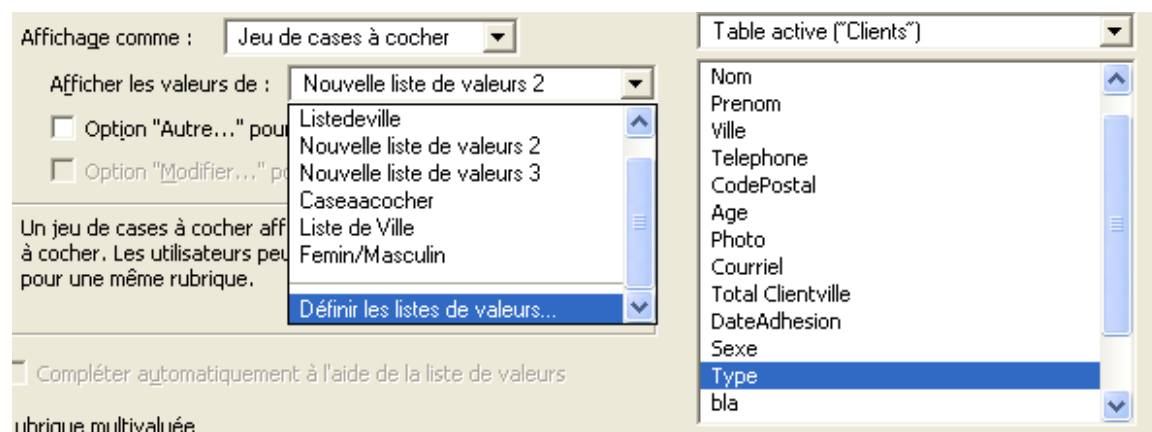 Affichage comme :
Jeu de cases à cocher
Afficher les valeurs de :
Nouvelle liste de valeurs 2
Listedeville
Nouvelle liste de valeurs 2
Nouvelle liste de valeurs 3
Caseaacocher
Liste de Ville
Femin/Masculin
Définir les listes de valeurs...
Option "Autre..." pour
Option "Modifier..."
Un jeu de cases à cocher
à cocher. Les utilisateurs
pour une même rubrique.
Compléter automatiquement à l'aide de la liste de valeurs
multivaluée
Table active ("Clients")
Nom
Prenom
Ville
Telephone
CodePostal
Age
Photo
Courriel
Total Clientville
DateAdhesion
Sexe
Type
bla